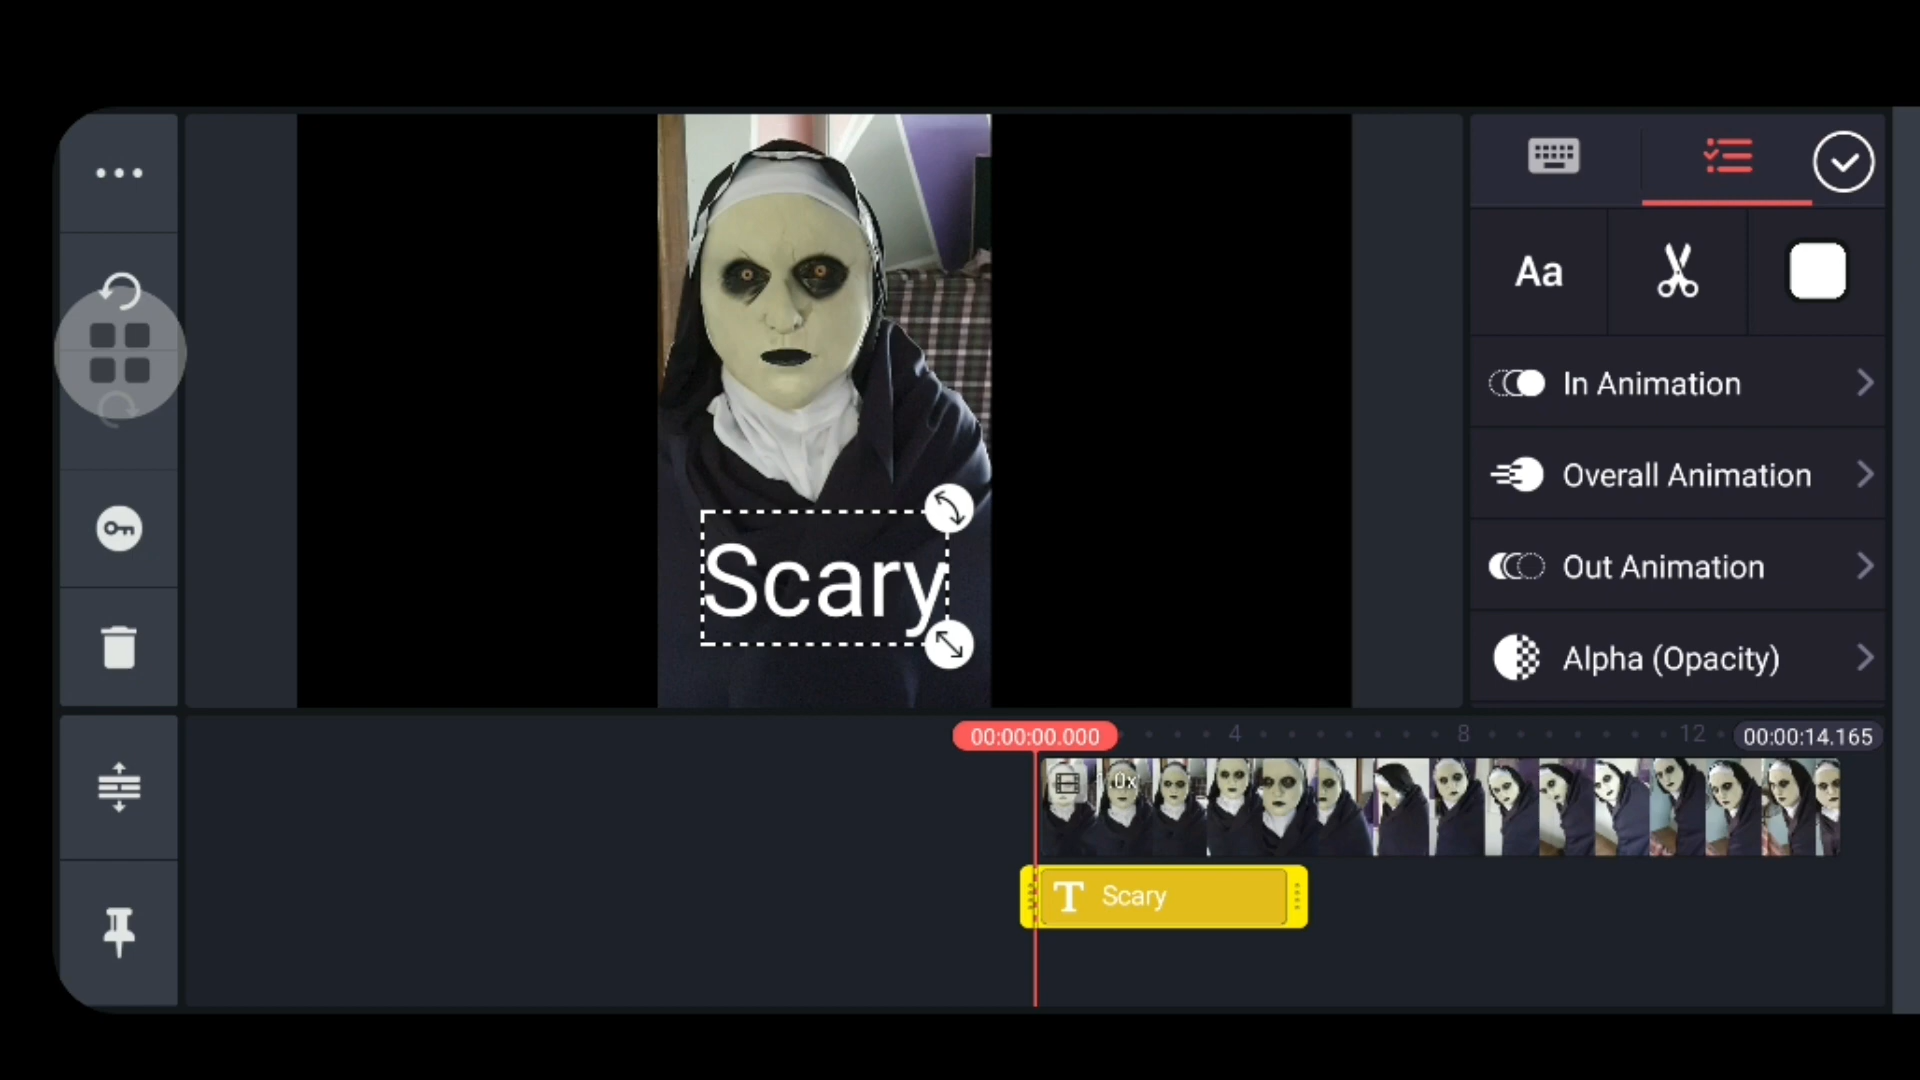 Aa
In Animation
Overall Animation
Out Animation
Alpha (Opacity)
Scary
00:00:00.000
4
8
12
00:00:14.165
.0x
T Scary